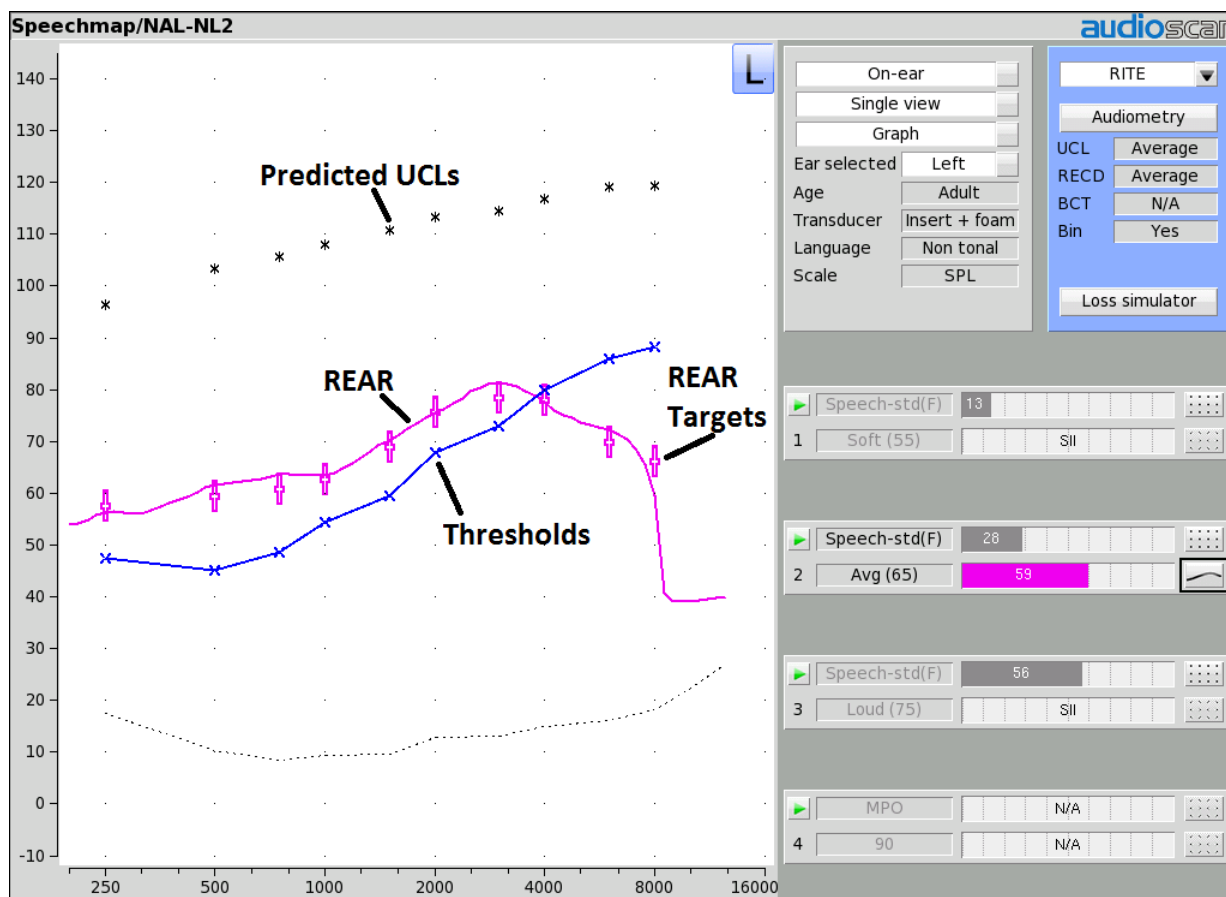 Speechmap/NAL-NL2
audioscan
L
140
130
120
110
100
90
80
70
60
50
40
30
20
10
0
-10
250
500
1000
2000
4000
8000
16000
Predicted UCLs
REAR
REAR
Targets
Thresholds
On-ear
Single view
Graph
Ear selected Left
Age Adult
Transducer Insert + foam
Language Non tonal
Scale SPL
RITE
Audiometry
UCL Average
RECD Average
BCT N/A
Bin Yes
Loss simulator
Speech-std(F) 13
1 Soft (55) SII
Speech-std(F) 28
2 Avg (65) 59
Speech-std(F) 56
3 Loud (75) SII
MPO N/A
4 90 N/A